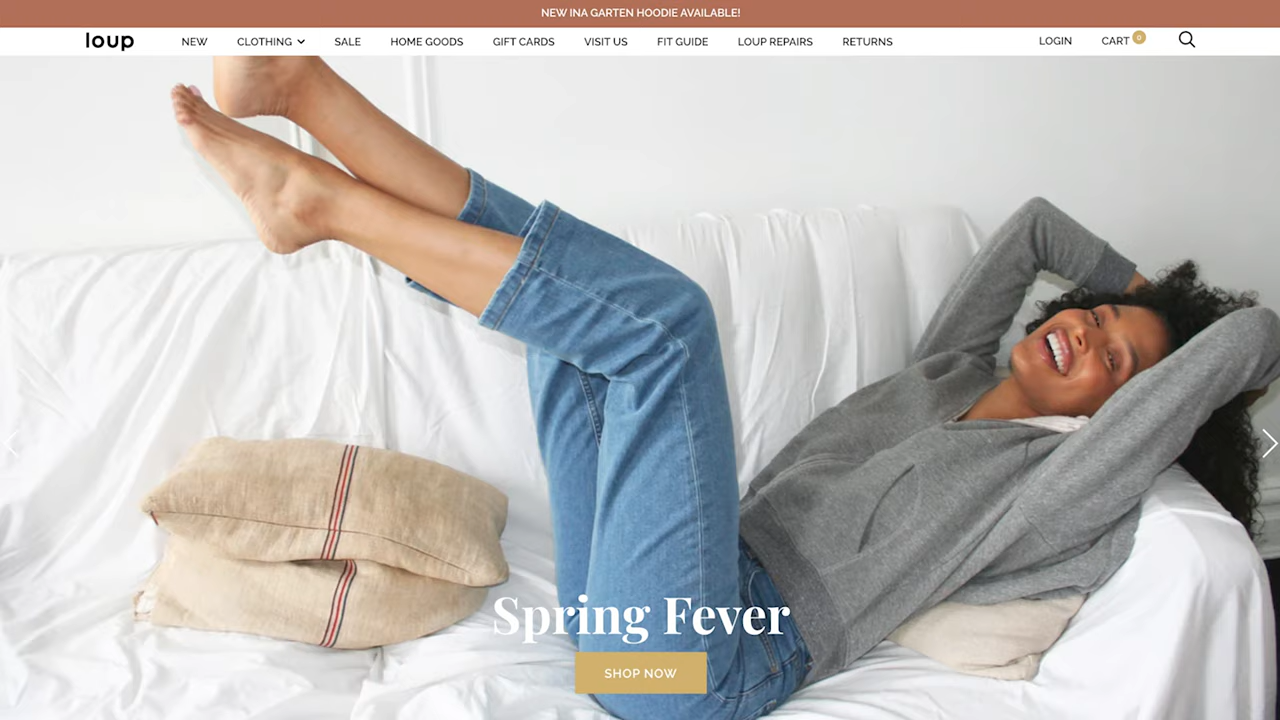 NEW INA GARTEN HOODIE AVAILABLE!
loup NEW CLOTHING SALE HOME GOODS GIFT CARDS VISIT US FIT GUIDE LOUP REPAIRS RETURNS LOGIN CART 0
Spring Fever
SHOP NOW